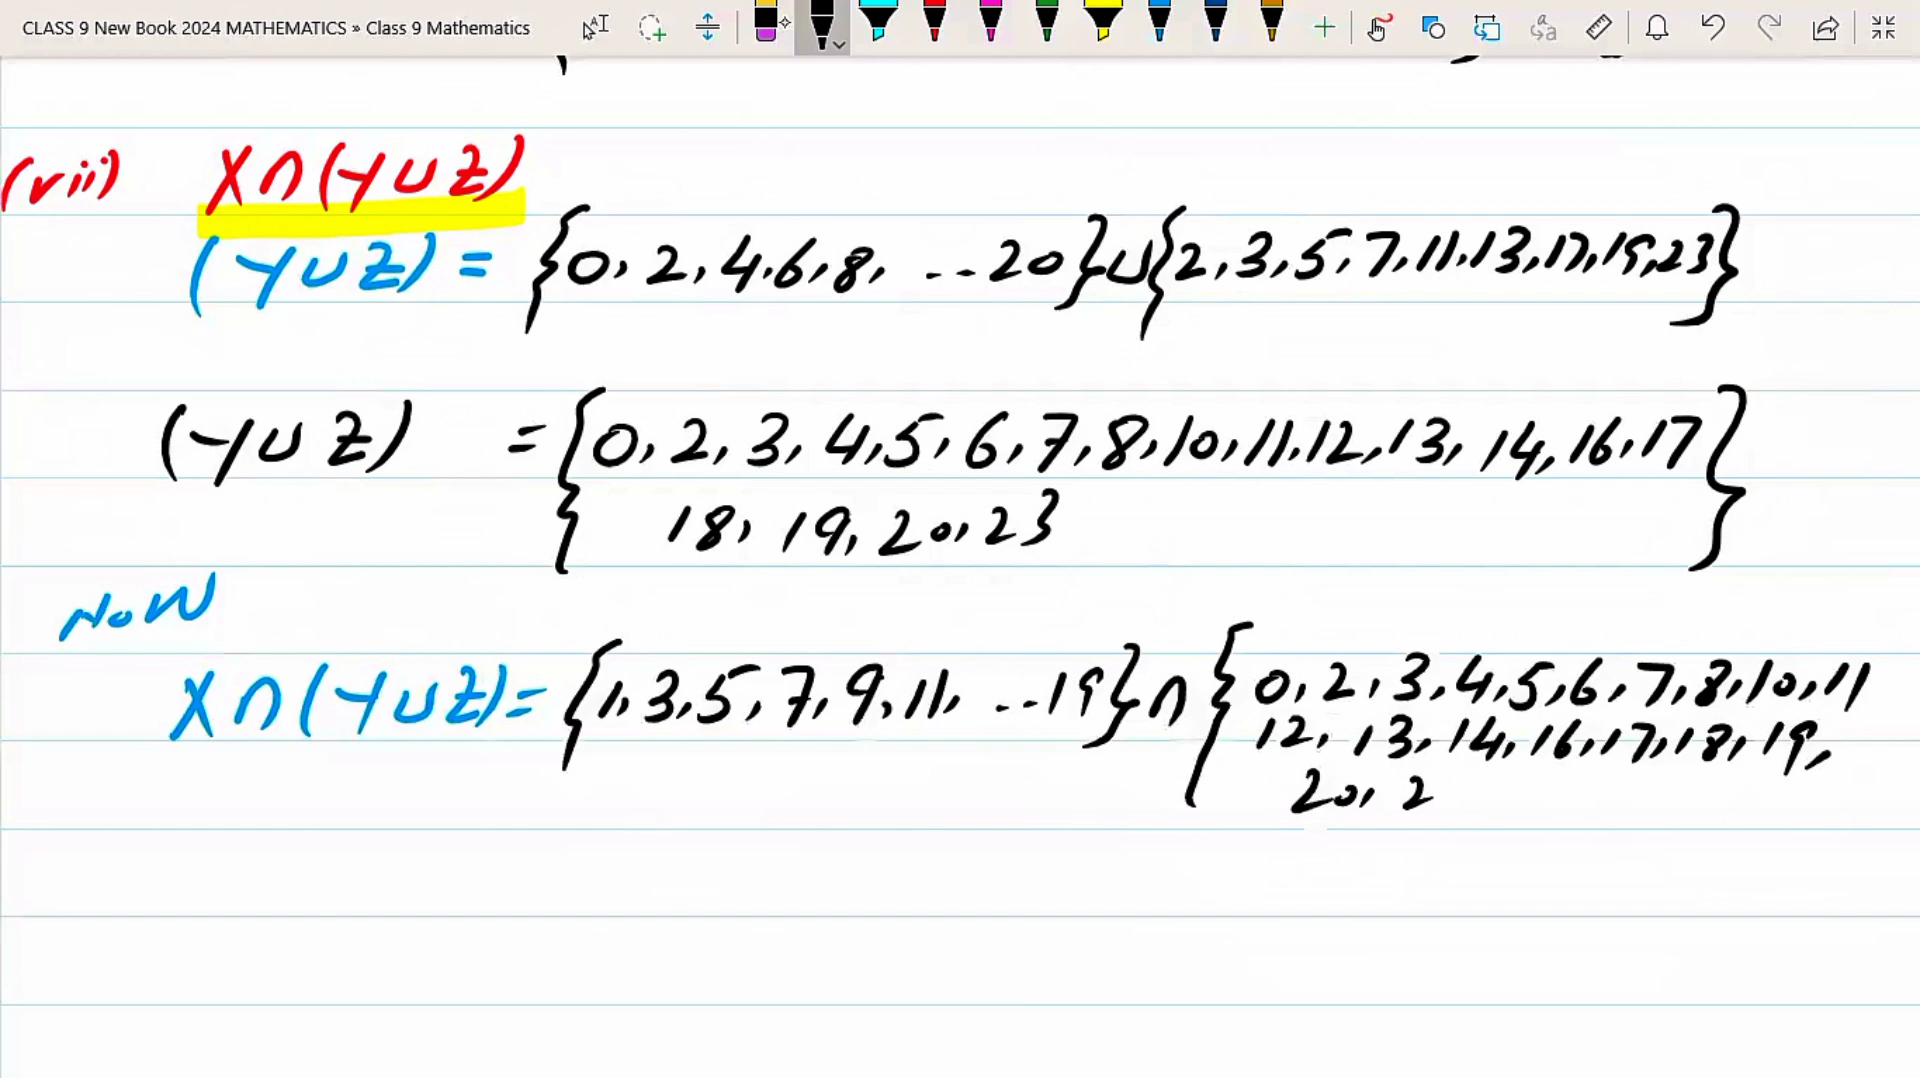 CLASS 9 New Book 2024 MATHEMATICS » Class 9 Mathematics
(vii) X∩(Y∪Z)
(Y∪Z) = {0, 2, 4, 6, 8, ...20}∪{2, 3, 5, 7, 11, 13, 17, 19, 23}
(Y∪Z) = {0, 2, 3, 4, 5, 6, 7, 8, 10, 11, 12, 13, 14, 16, 17
18, 19, 20, 23}
NOW
X∩(Y∪Z) = {1, 3, 5, 7, 9, 11, ...19}∩{0, 2, 3, 4, 5, 6, 7, 8, 10, 11
12, 13, 14, 16, 17, 18, 19,
20, 2